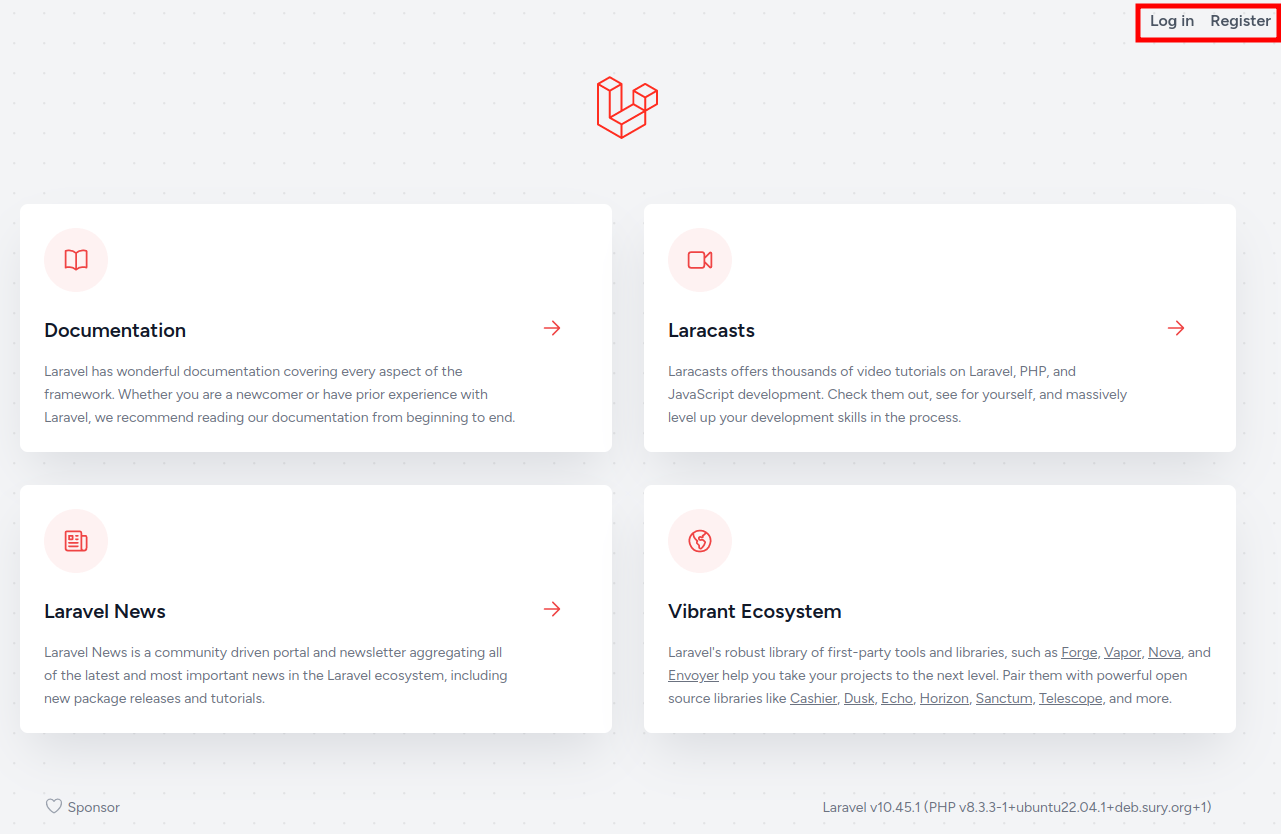 Log in Register
Documentation
Laravel has wonderful documentation covering every aspect of the
framework. Whether you are a newcomer or have prior experience with
Laravel, we recommend reading our documentation from beginning to end.
Laracasts
Laracasts offers thousands of video tutorials on Laravel, PHP, and
JavaScript development. Check them out, see for yourself, and massively
level up your development skills in the process.
Laravel News
Laravel News is a community driven portal and newsletter aggregating all
of the latest and most important news in the Laravel ecosystem, including
new package releases and tutorials.
Vibrant Ecosystem
Laravel's robust library of first-party tools and libraries, such as Forge, Vapor, Nova, and
Envoyer help you take your projects to the next level. Pair them with powerful open
source libraries like Cashier, Dusk, Echo, Horizon, Sanctum, Telescope, and more.
Sponsor
Laravel v10.45.1 (PHP v8.3.3-1+ubuntu22.04.1+deb.sury.org+1)